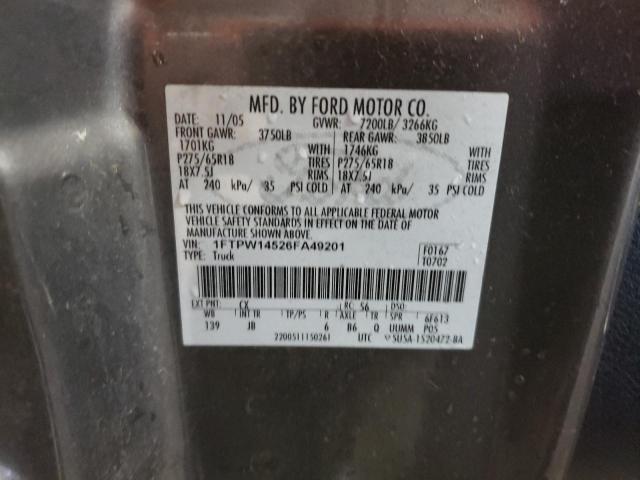 MFD. BY FORD MOTOR CO.
DATE: 11/05 GVWR: 7200LB/ 3266KG
FRONT GAWR: 3750LB REAR GAWR: 3850LB
1701KG WITH 1746KG WITH
P275/65R18 TIRES P275/65R18 TIRES
18X7.5J RIMS 18X7.5J RIMS
AT 240 kPa/ 35 PSI COLD AT 240 kPa/ 35 PSI COLD
THIS VEHICLE CONFORMS TO ALL APPLICABLE FEDERAL MOTOR
VEHICLE SAFETY STANDARDS IN EFFECT ON THE DATE OF
MANUFACTURE SHOWN ABOVE.
VIN: 1FTPW14526FA49201 F0167
TYPE: Truck T0702
EXT PNT: CX RC: 56 DSO:
WB INT TR TP/PS R AXLE TR SPR 6F613
139 JB 6 B6 Q UUMM P05
2200511150261 UTC 5U5A-1520472-BA